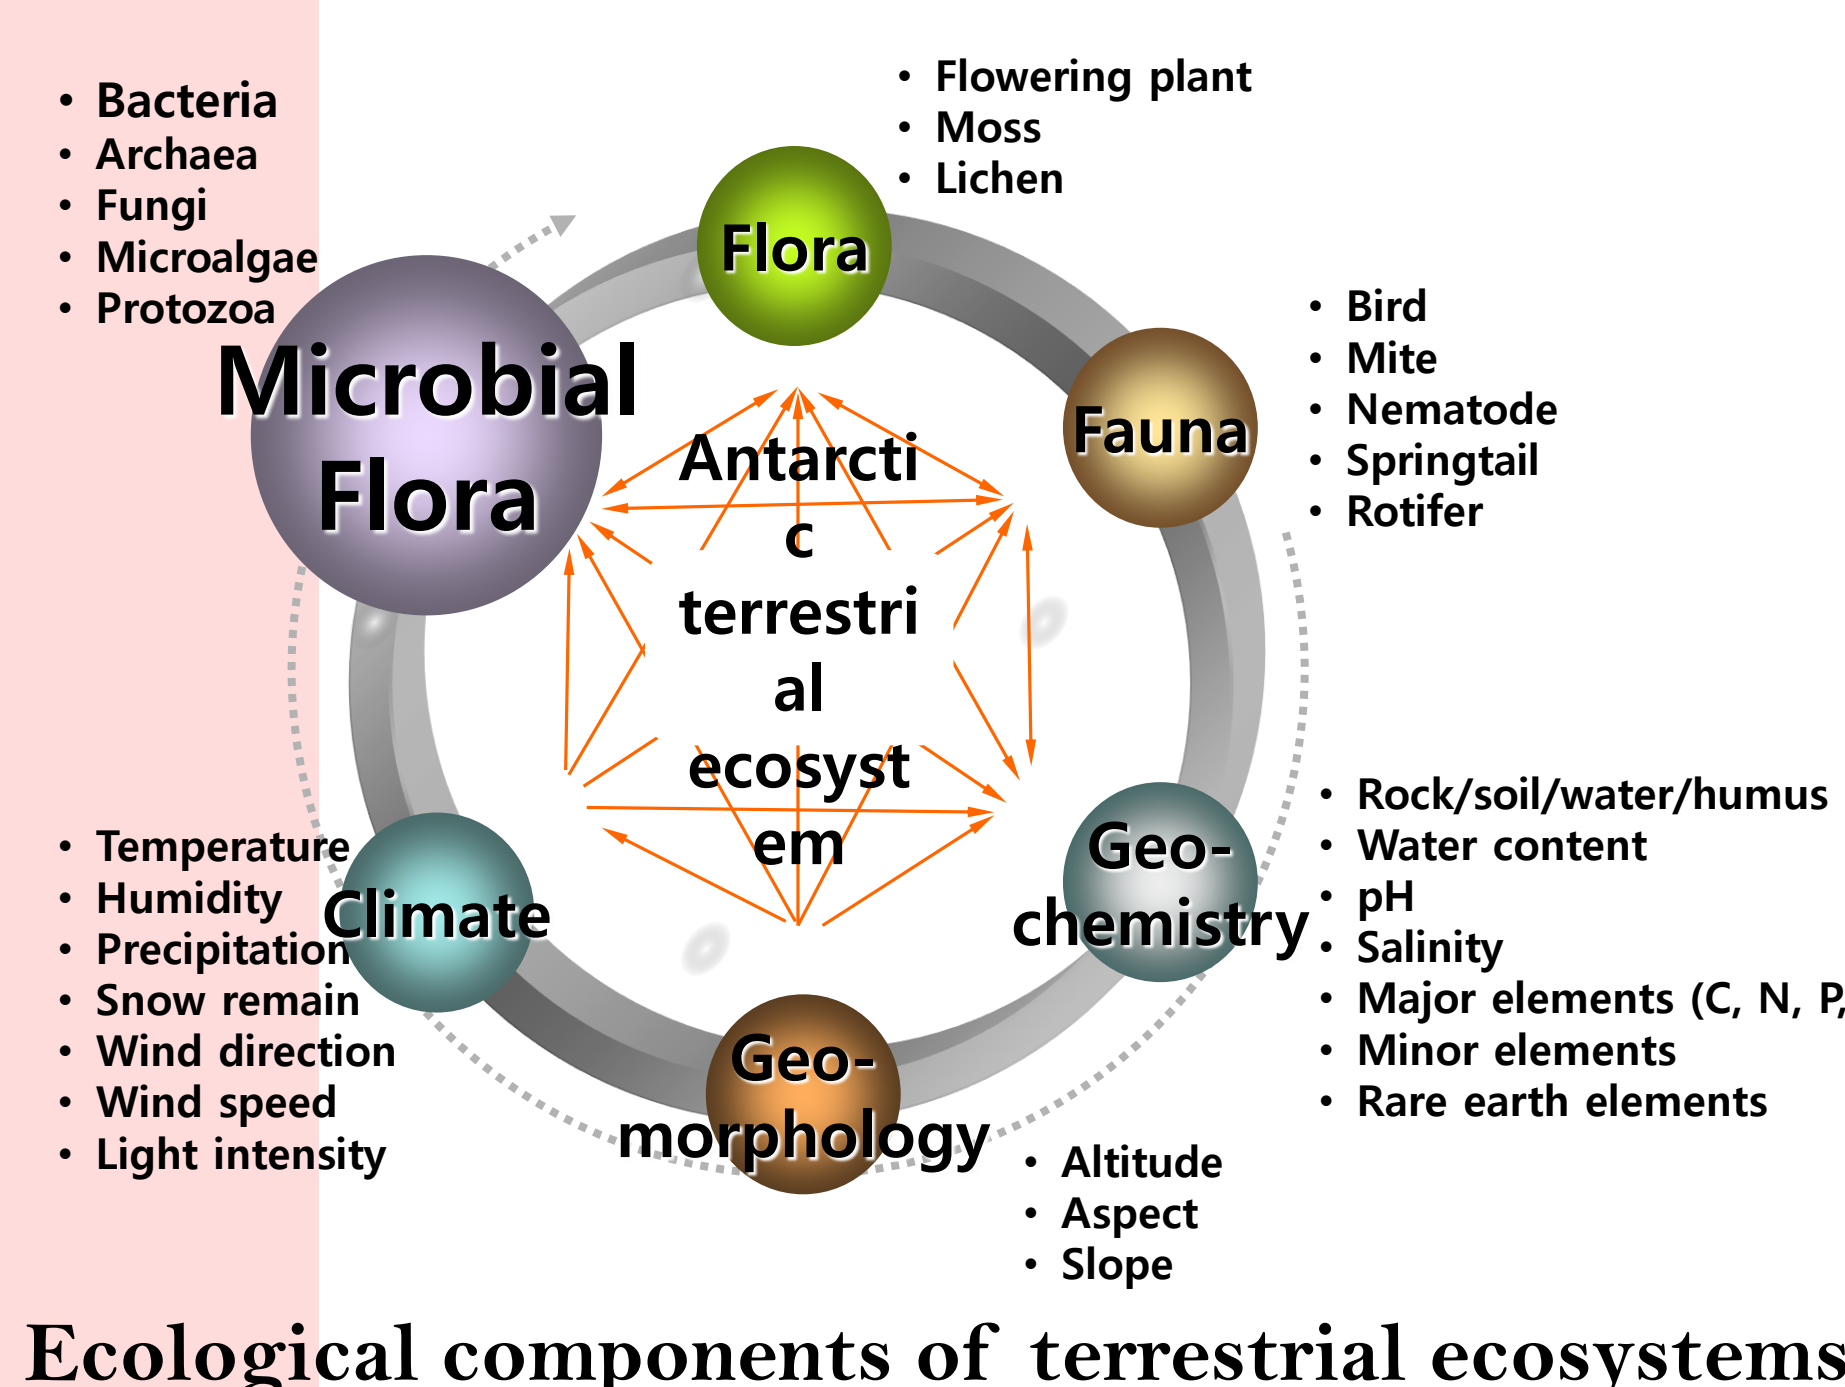 • Bacteria
• Archaea
• Fungi
• Microalgae
• Protozoa
• Flowering plant
• Moss
• Lichen
Flora
Microbial
Flora
Fauna
• Bird
• Mite
• Nematode
• Springtail
• Rotifer
Antarcti
c
terrestri
al
ecosyst
em
• Temperature
• Humidity
• Precipitation
• Snow remain
• Wind direction
• Wind speed
• Light intensity
Climate
Geo-
chemistry
• Rock/soil/water/humus
• Water content
• pH
• Salinity
• Major elements (C, N, P,
• Minor elements
• Rare earth elements
Geo-
morphology
• Altitude
• Aspect
• Slope
Ecological components of terrestrial ecosystems